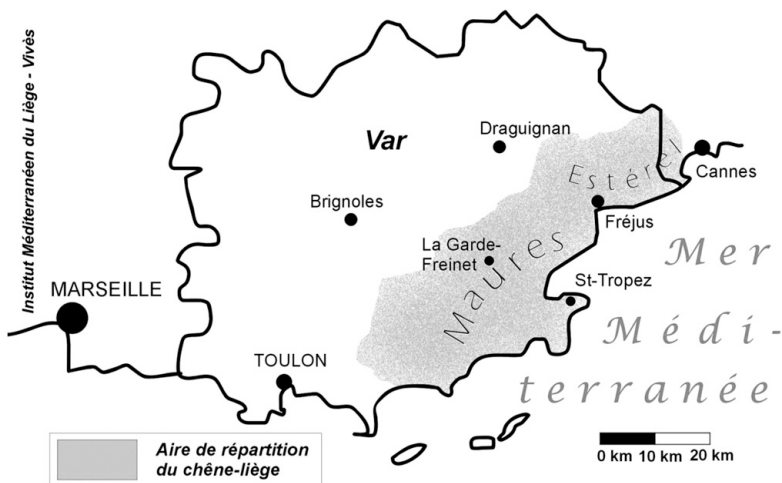 Institut Méditerranéen du Liège - Vivès
Var
Draguignan
Estérel
Cannes
Brignoles
Fréjus
La Garde-
Freinet
Maures
Mer
MARSEILLE
St-Tropez
Médi-
TOULON
terranée
Aire de répartition
du chêne-liège
0 km 10 km 20 km